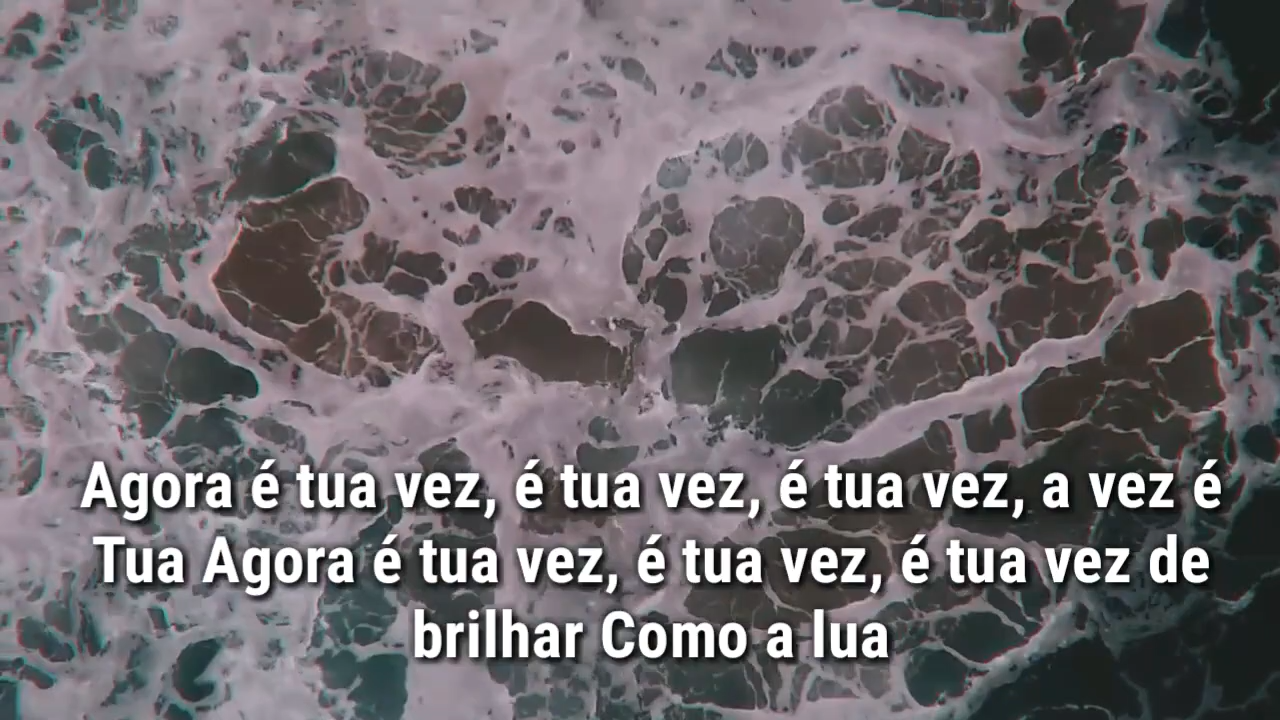 Agora é tua vez, é tua vez, é tua vez, a vez é
Tua Agora é tua vez, é tua vez, é tua vez de
brilhar Como a lua